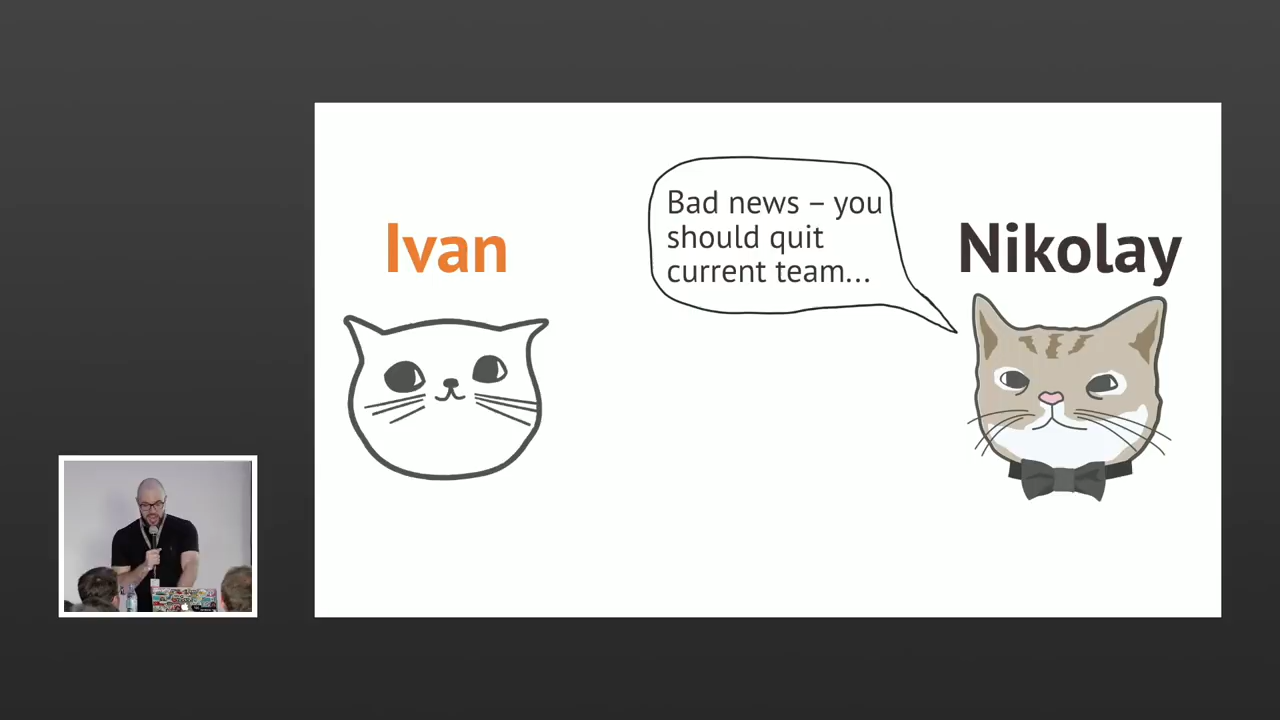 Ivan
Bad news – you
should quit
current team...
Nikolay